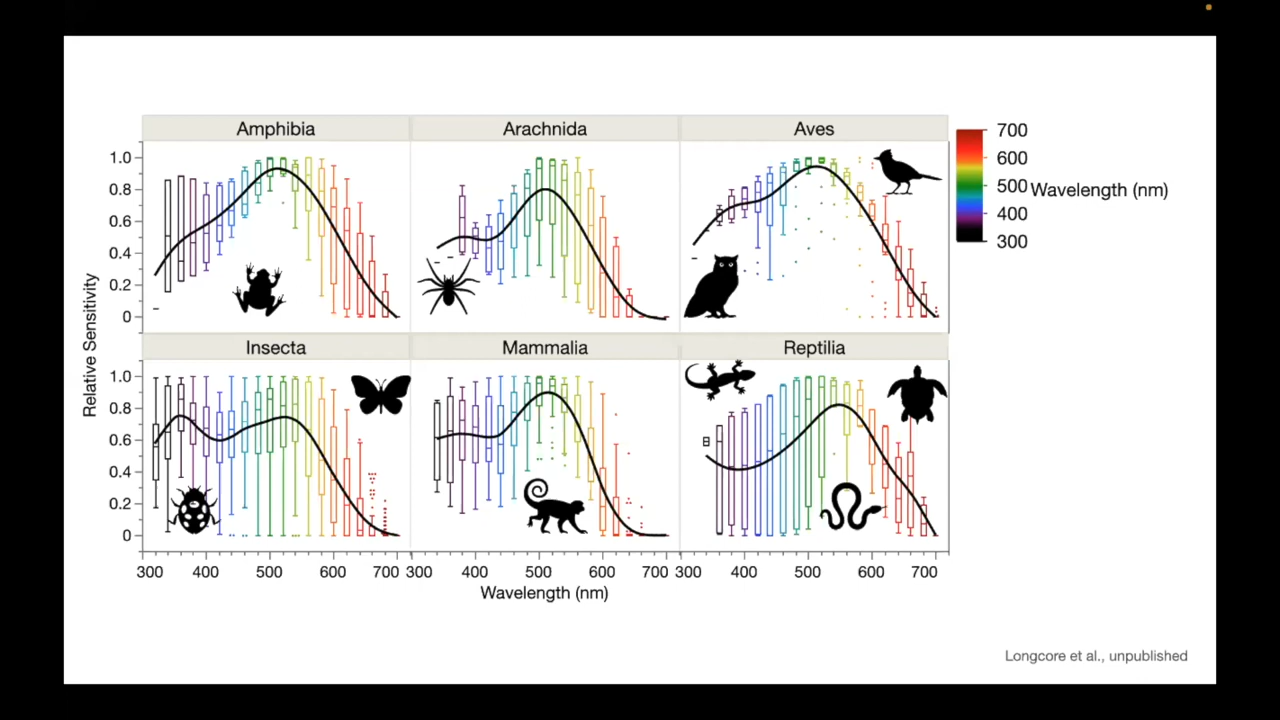 Amphibia Arachnida Aves
1.0
0.8
0.6
0.4
0.2
0
700
600
500
400
300
Wavelength (nm)
Relative Sensitivity
Insecta Mammalia Reptilia
1.0
0.8
0.6
0.4
0.2
0
300 400 500 600 700 300 400 500 600 700 300 400 500 600 700
Wavelength (nm)
Longcore et al., unpublished